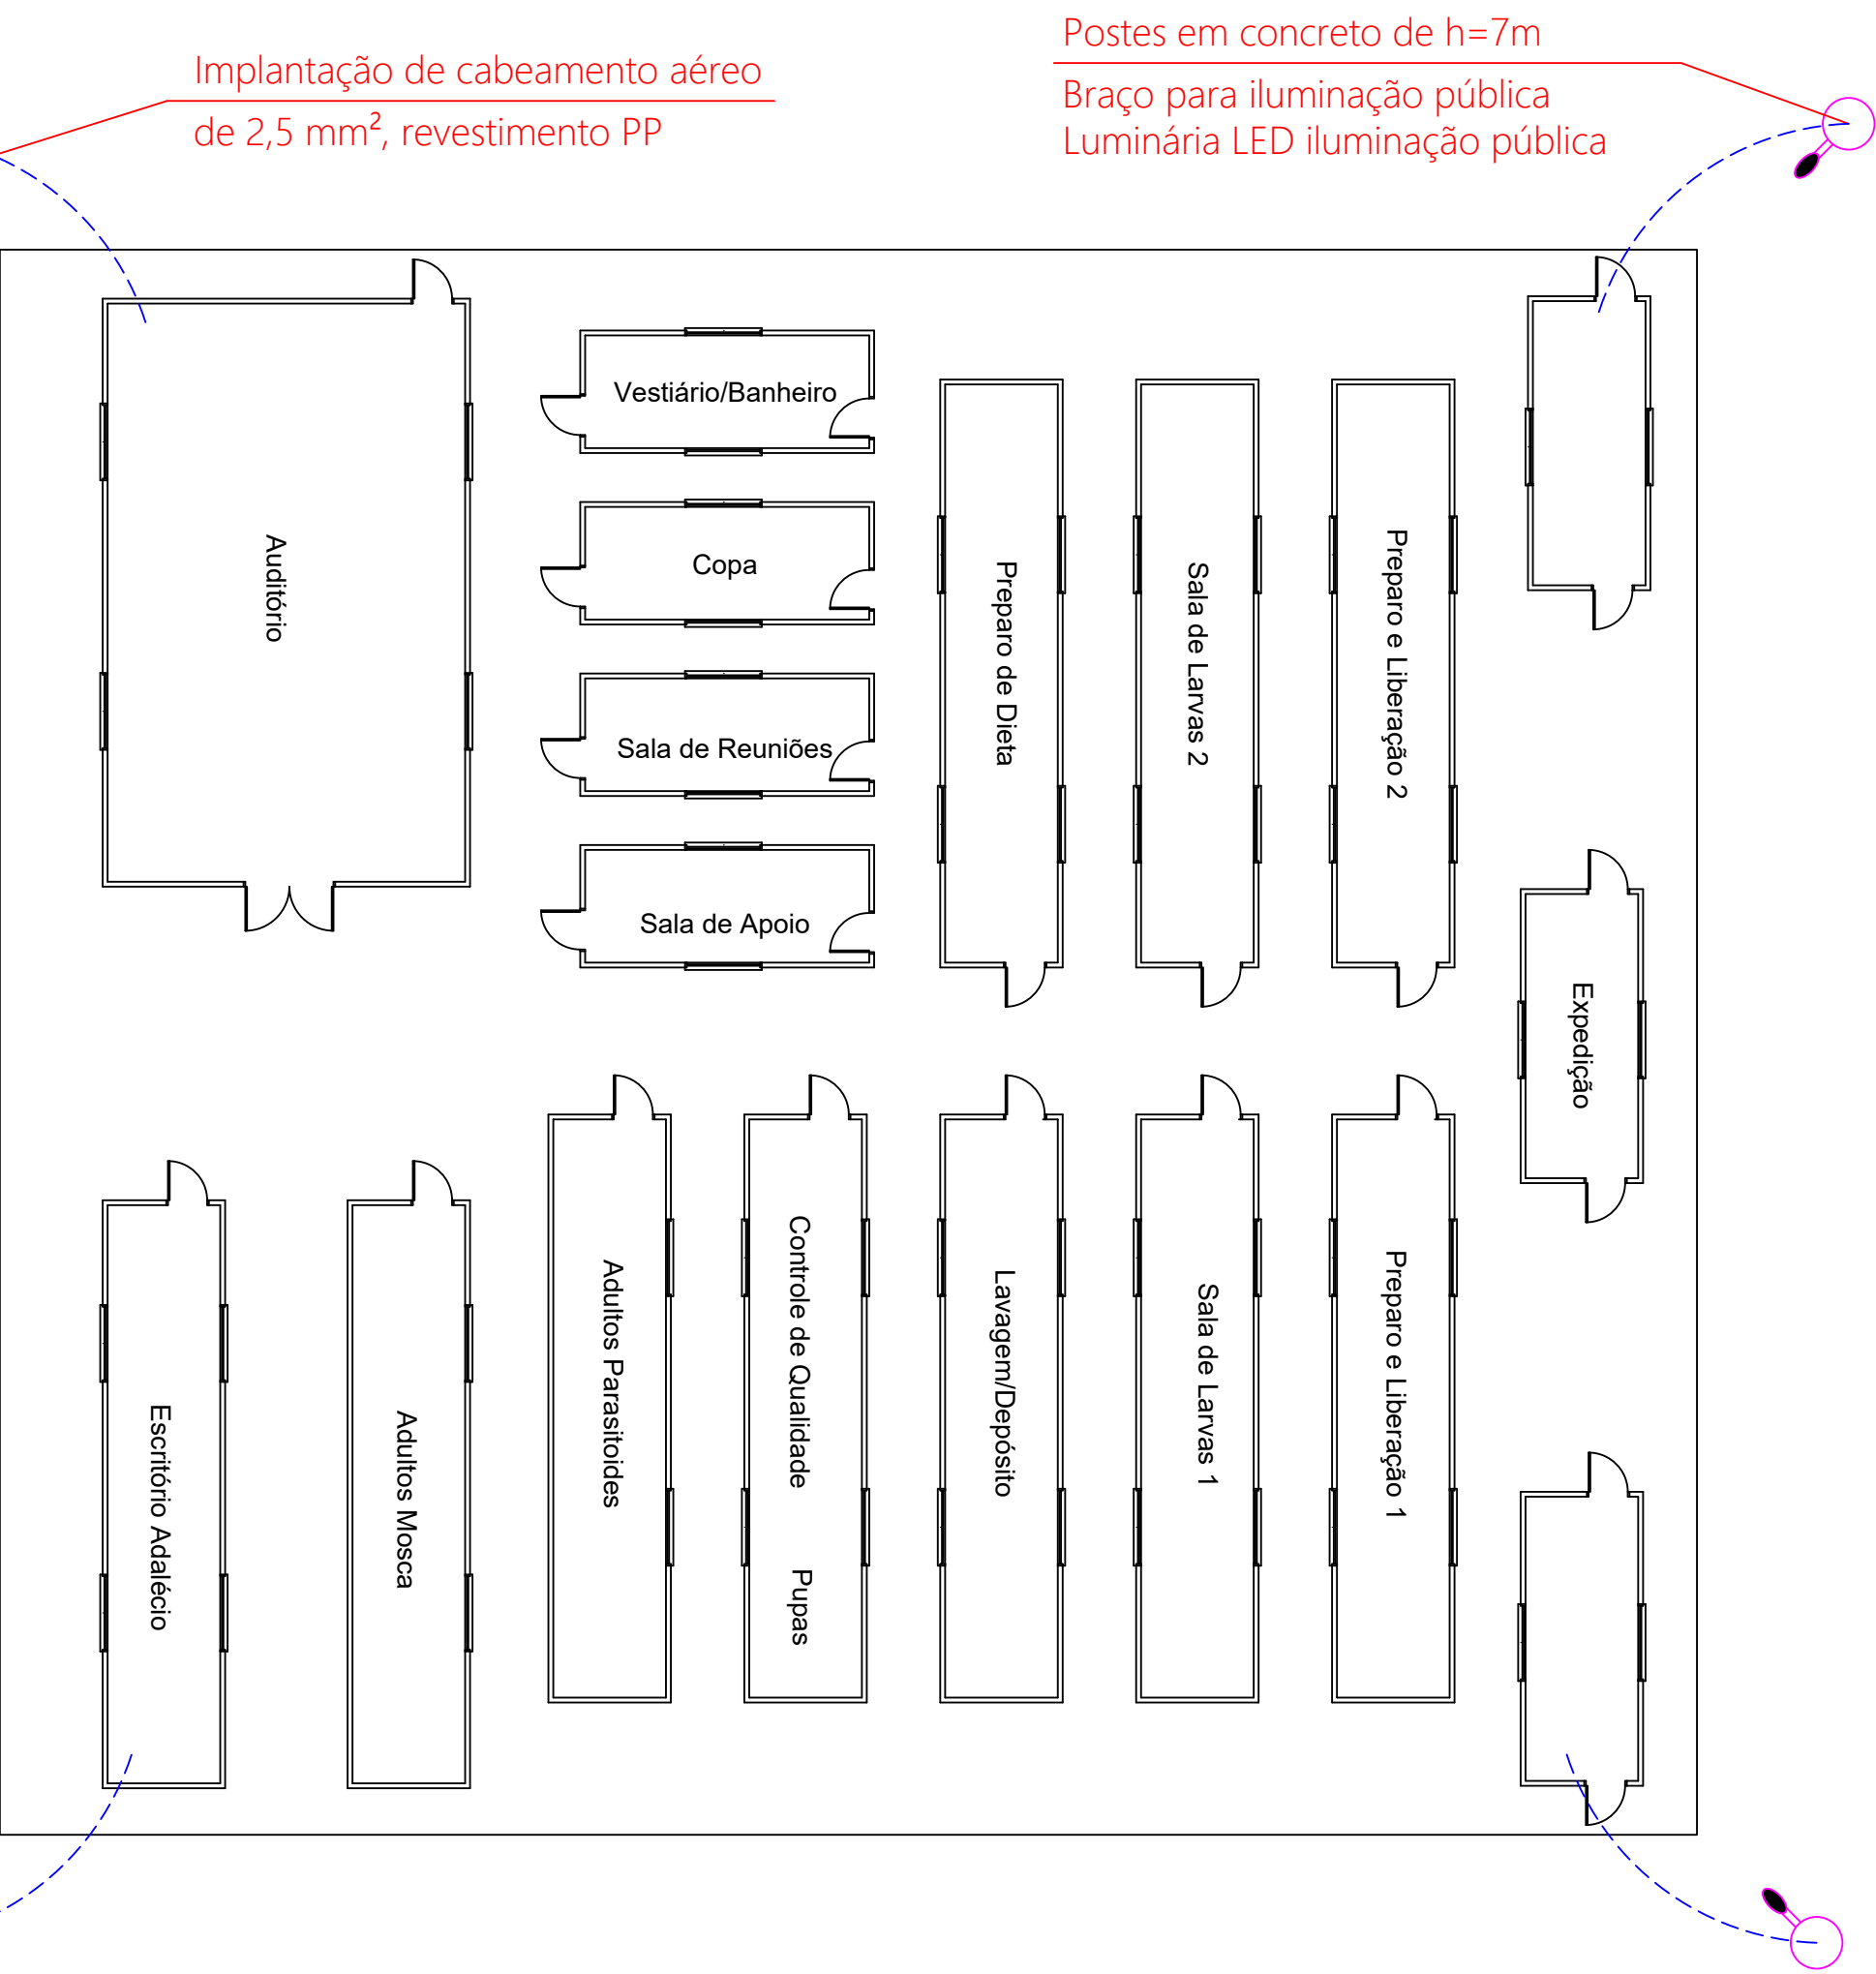 Implantação de cabeamento aéreo
de 2,5 mm², revestimento PP
Postes em concreto de h=7m
Braço para iluminação pública
Luminária LED iluminação pública
Auditório
Vestiário/Banheiro
Copa
Sala de Reuniões
Sala de Apoio
Preparo de Dieta
Sala de Larvas 2
Preparo e Liberação 2
Expedição
Escritório Adalécio
Adultos Mosca
Adultos Parasitoides
Controle de Qualidade
Pupas
Lavagem/Depósito
Sala de Larvas 1
Preparo e Liberação 1